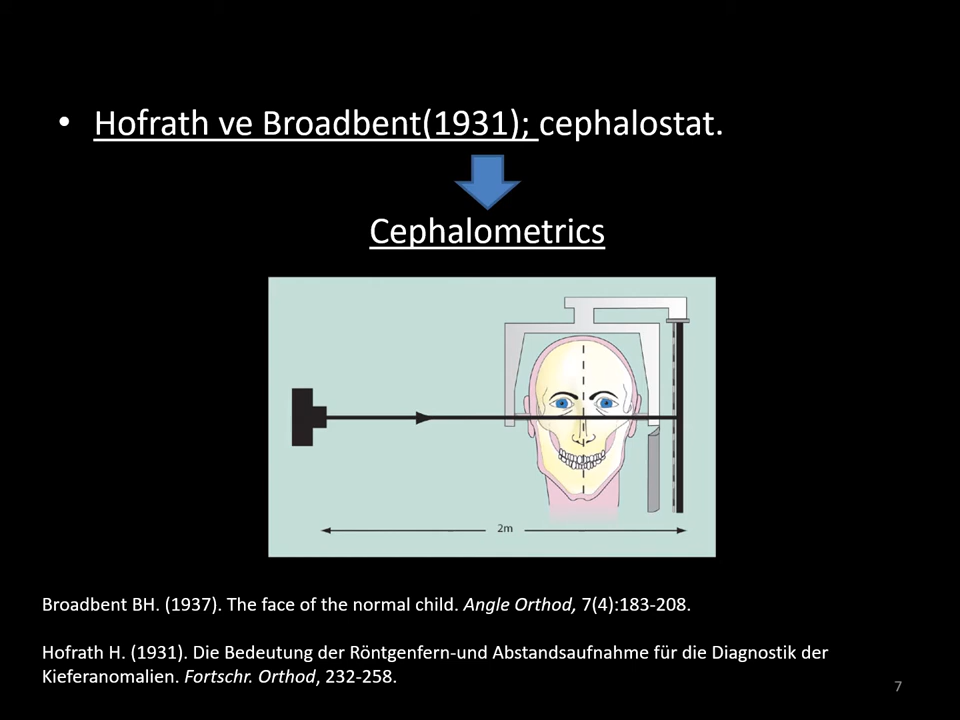 • Hofrath ve Broadbent(1931); cephalostat.
Cephalometrics
2m
Broadbent BH. (1937). The face of the normal child. Angle Orthod, 7(4):183-208.
Hofrath H. (1931). Die Bedeutung der Röntgenfern-und Abstandsaufnahme für die Diagnostik der
Kieferanomalien. Fortschr. Orthod, 232-258.
7